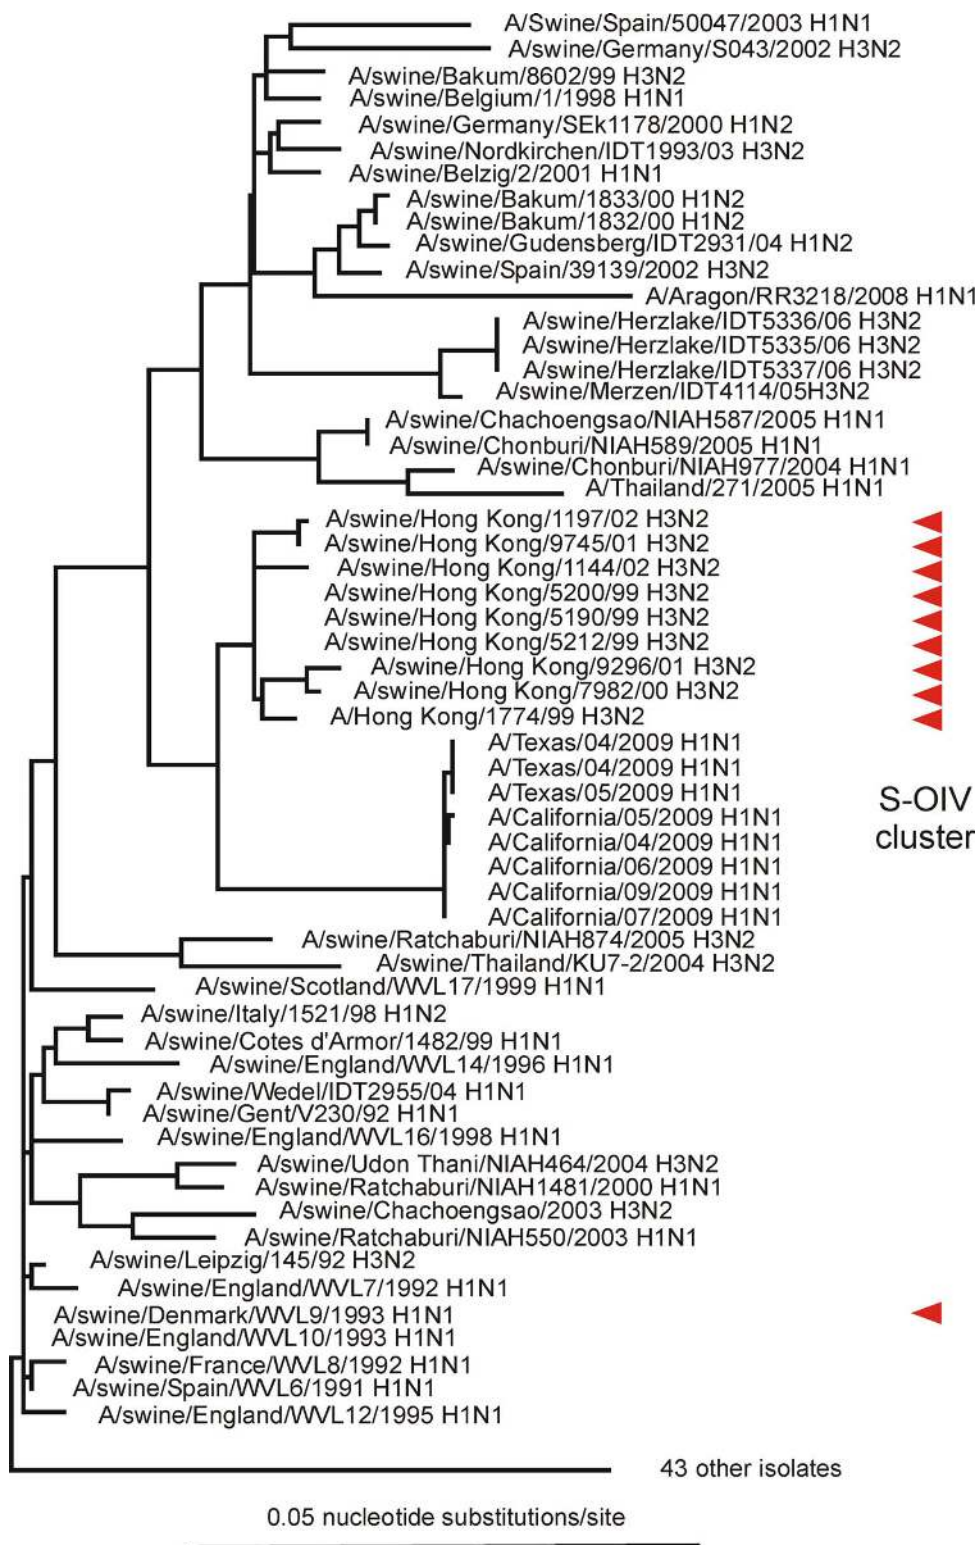 A/Swine/Spain/50047/2003 H1N1
A/swine/Germany/S043/2002 H3N2
A/swine/Bakum/8602/99 H3N2
A/swine/Belgium/1/1998 H1N1
A/swine/Germany/SEk1178/2000 H1N2
A/swine/Nordkirchen/IDT1993/03 H3N2
A/swine/Belzig/2/2001 H1N1
A/swine/Bakum/1833/00 H1N2
A/swine/Bakum/1832/00 H1N2
A/swine/Gudensberg/IDT2931/04 H1N2
A/swine/Spain/39139/2002 H3N2
A/Aragon/RR3218/2008 H1N1
A/swine/Herzlake/IDT5336/06 H3N2
A/swine/Herzlake/IDT5335/06 H3N2
A/swine/Herzlake/IDT5337/06 H3N2
A/swine/Merzen/IDT4114/05H3N2
A/swine/Chachoengsao/NIAH587/2005 H1N1
A/swine/Chonburi/NIAH589/2005 H1N1
A/swine/Chonburi/NIAH977/2004 H1N1
A/Thailand/271/2005 H1N1
A/swine/Hong Kong/1197/02 H3N2
A/swine/Hong Kong/9745/01 H3N2
A/swine/Hong Kong/1144/02 H3N2
A/swine/Hong Kong/5200/99 H3N2
A/swine/Hong Kong/5190/99 H3N2
A/swine/Hong Kong/5212/99 H3N2
A/swine/Hong Kong/9296/01 H3N2
A/swine/Hong Kong/7982/00 H3N2
A/Hong Kong/1774/99 H3N2
A/Texas/04/2009 H1N1
A/Texas/04/2009 H1N1
A/Texas/05/2009 H1N1
A/California/05/2009 H1N1
A/California/04/2009 H1N1
A/California/06/2009 H1N1
A/California/09/2009 H1N1
A/California/07/2009 H1N1
S-OIV
cluster
A/swine/Ratchaburi/NIAH874/2005 H3N2
A/swine/Thailand/KU7-2/2004 H3N2
A/swine/Scotland/WVL17/1999 H1N1
A/swine/Italy/1521/98 H1N2
A/swine/Cotes d'Armor/1482/99 H1N1
A/swine/England/WVL14/1996 H1N1
A/swine/Wedel/IDT2955/04 H1N1
A/swine/Gent/V230/92 H1N1
A/swine/England/WVL16/1998 H1N1
A/swine/Udon Thani/NIAH464/2004 H3N2
A/swine/Ratchaburi/NIAH1481/2000 H1N1
A/swine/Chachoengsao/2003 H3N2
A/swine/Ratchaburi/NIAH550/2003 H1N1
A/swine/Leipzig/145/92 H3N2
A/swine/England/WVL7/1992 H1N1
A/swine/Denmark/WVL9/1993 H1N1
A/swine/England/WVL10/1993 H1N1
A/swine/France/WVL8/1992 H1N1
A/swine/Spain/WVL6/1991 H1N1
A/swine/England/WVL12/1995 H1N1
43 other isolates
0.05 nucleotide substitutions/site